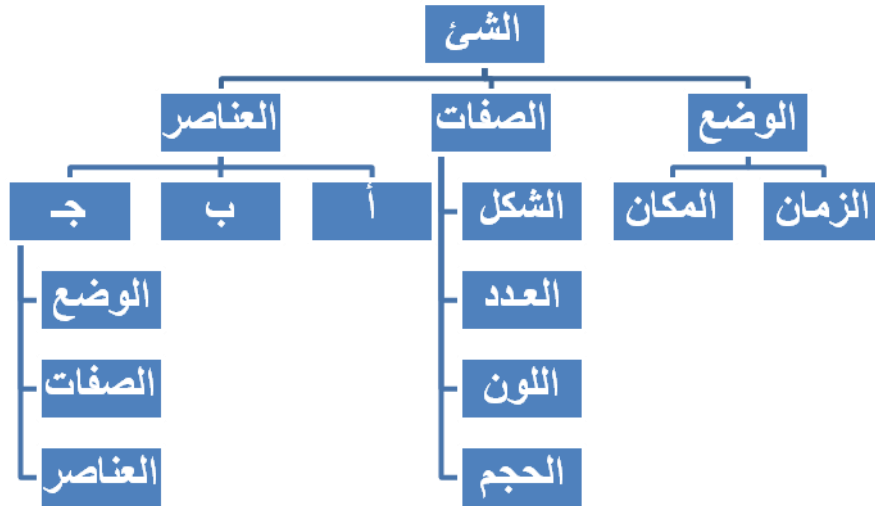 الشئ
الوضع
الصفات
العناصر
الزمان
المكان
الشكل
أ
ب
جـ
العدد
الوضع
اللون
الصفات
الحجم
العناصر